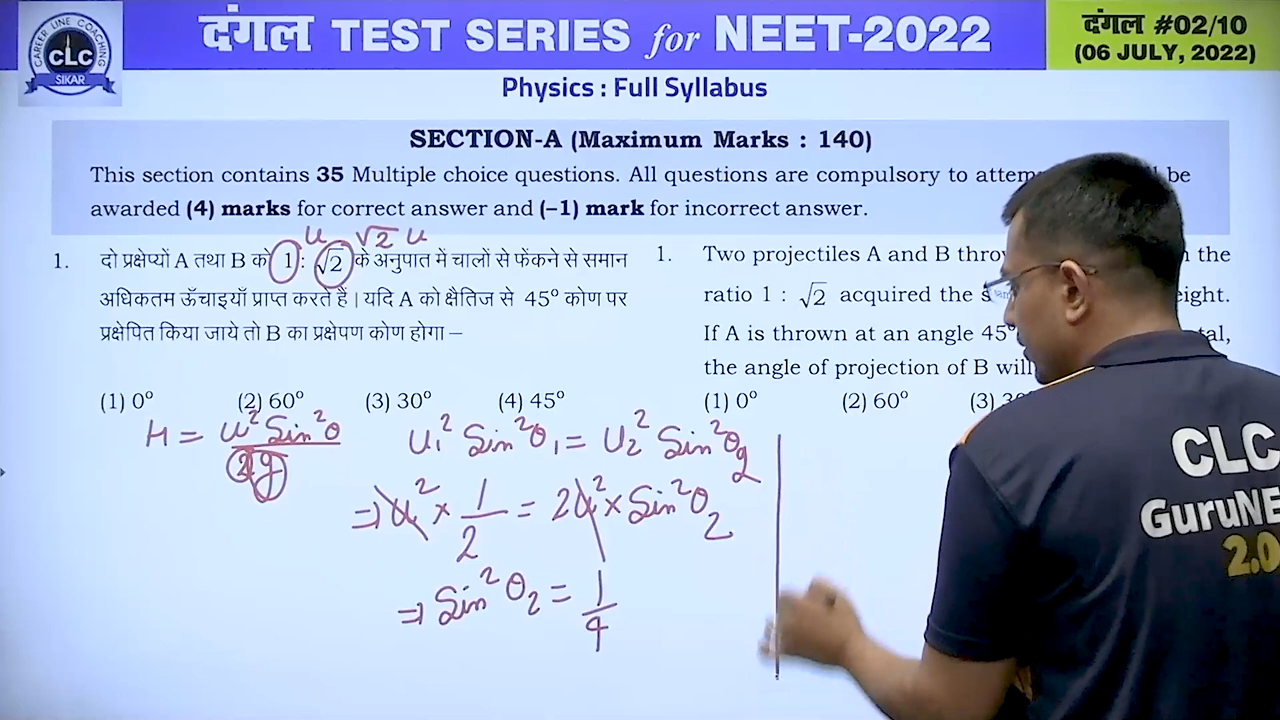 CAREER LINE COACHING
CLC
SIKAR
दंगल TEST SERIES for NEET-2022
दंगल #02/10
(06 JULY, 2022)
Physics : Full Syllabus
SECTION-A (Maximum Marks : 140)
This section contains 35 Multiple choice questions. All questions are compulsory to be
awarded (4) marks for correct answer and (–1) mark for incorrect answer.
u √2 u
1. दो प्रक्षेप्यों A तथा B को 1 : √2 के अनुपात में चालों से फेंकने से समान
अधिकतम ऊँचाइयाँ प्राप्त करते हैं। यदि A को क्षैतिज से 45° कोण पर
प्रक्षेपित किया जाये तो B का प्रक्षेपण कोण होगा –
(1) 0° (2) 60° (3) 30° (4) 45°
1. Two projectiles A and B the
ratio 1 : √2 acquired the
If A is thrown at an angle 45°
the angle of projection of B
(1) 0° (2) 60° (3)
H = u² Sin²θ / 2g
U₁² Sin²θ₁ = U₂² Sin²θ₂
⇒ u² × 1/2 = 2u² × Sin²θ₂
⇒ Sin²θ₂ = 1/4
CLC
2.0